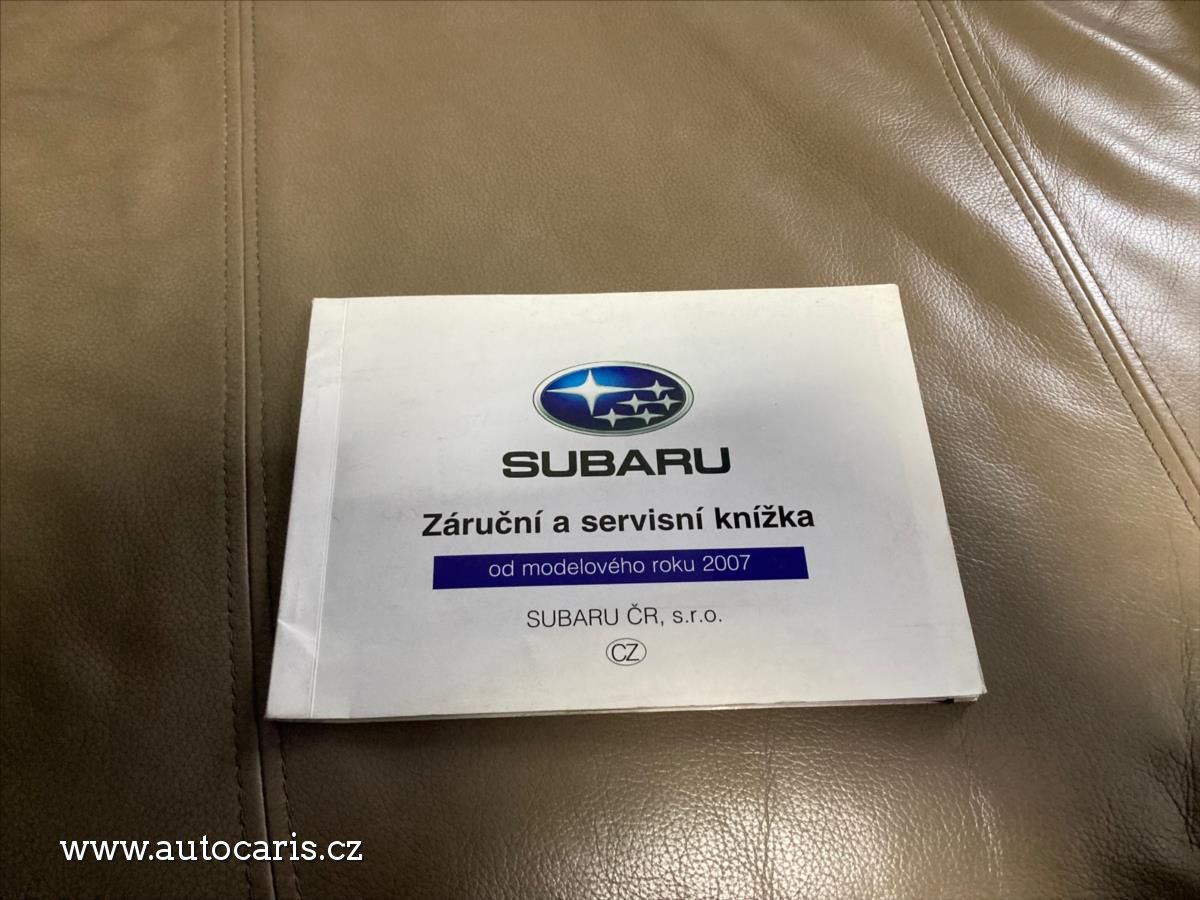 SUBARU
Záruční a servisní knížka
od modelového roku 2007
SUBARU ČR, s.r.o.
CZ
www.autocaris.cz